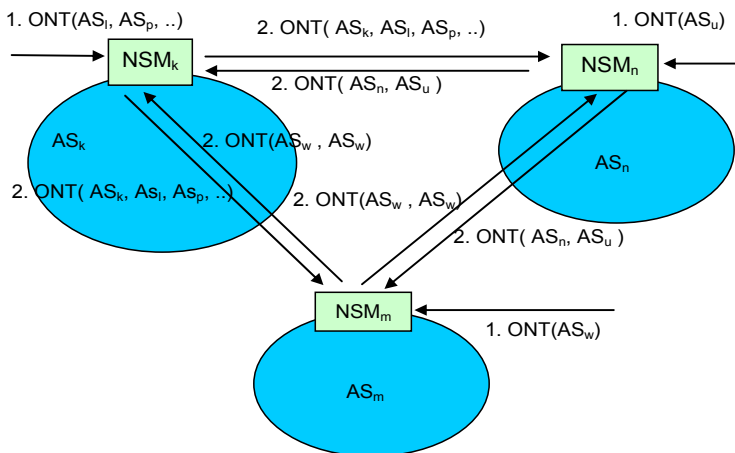 1. ONT(ASl, ASp, ..)
1. ONT(ASu)
2. ONT( ASk, ASl, ASp, ..)
NSMk
NSMn
2. ONT( ASn, ASu )
ASk
2. ONT(ASw , ASw)
ASn
2. ONT( ASk, Asl, Asp, ..)
2. ONT(ASw , ASw)
2. ONT( ASn, ASu )
NSMm
1. ONT(ASw)
ASm